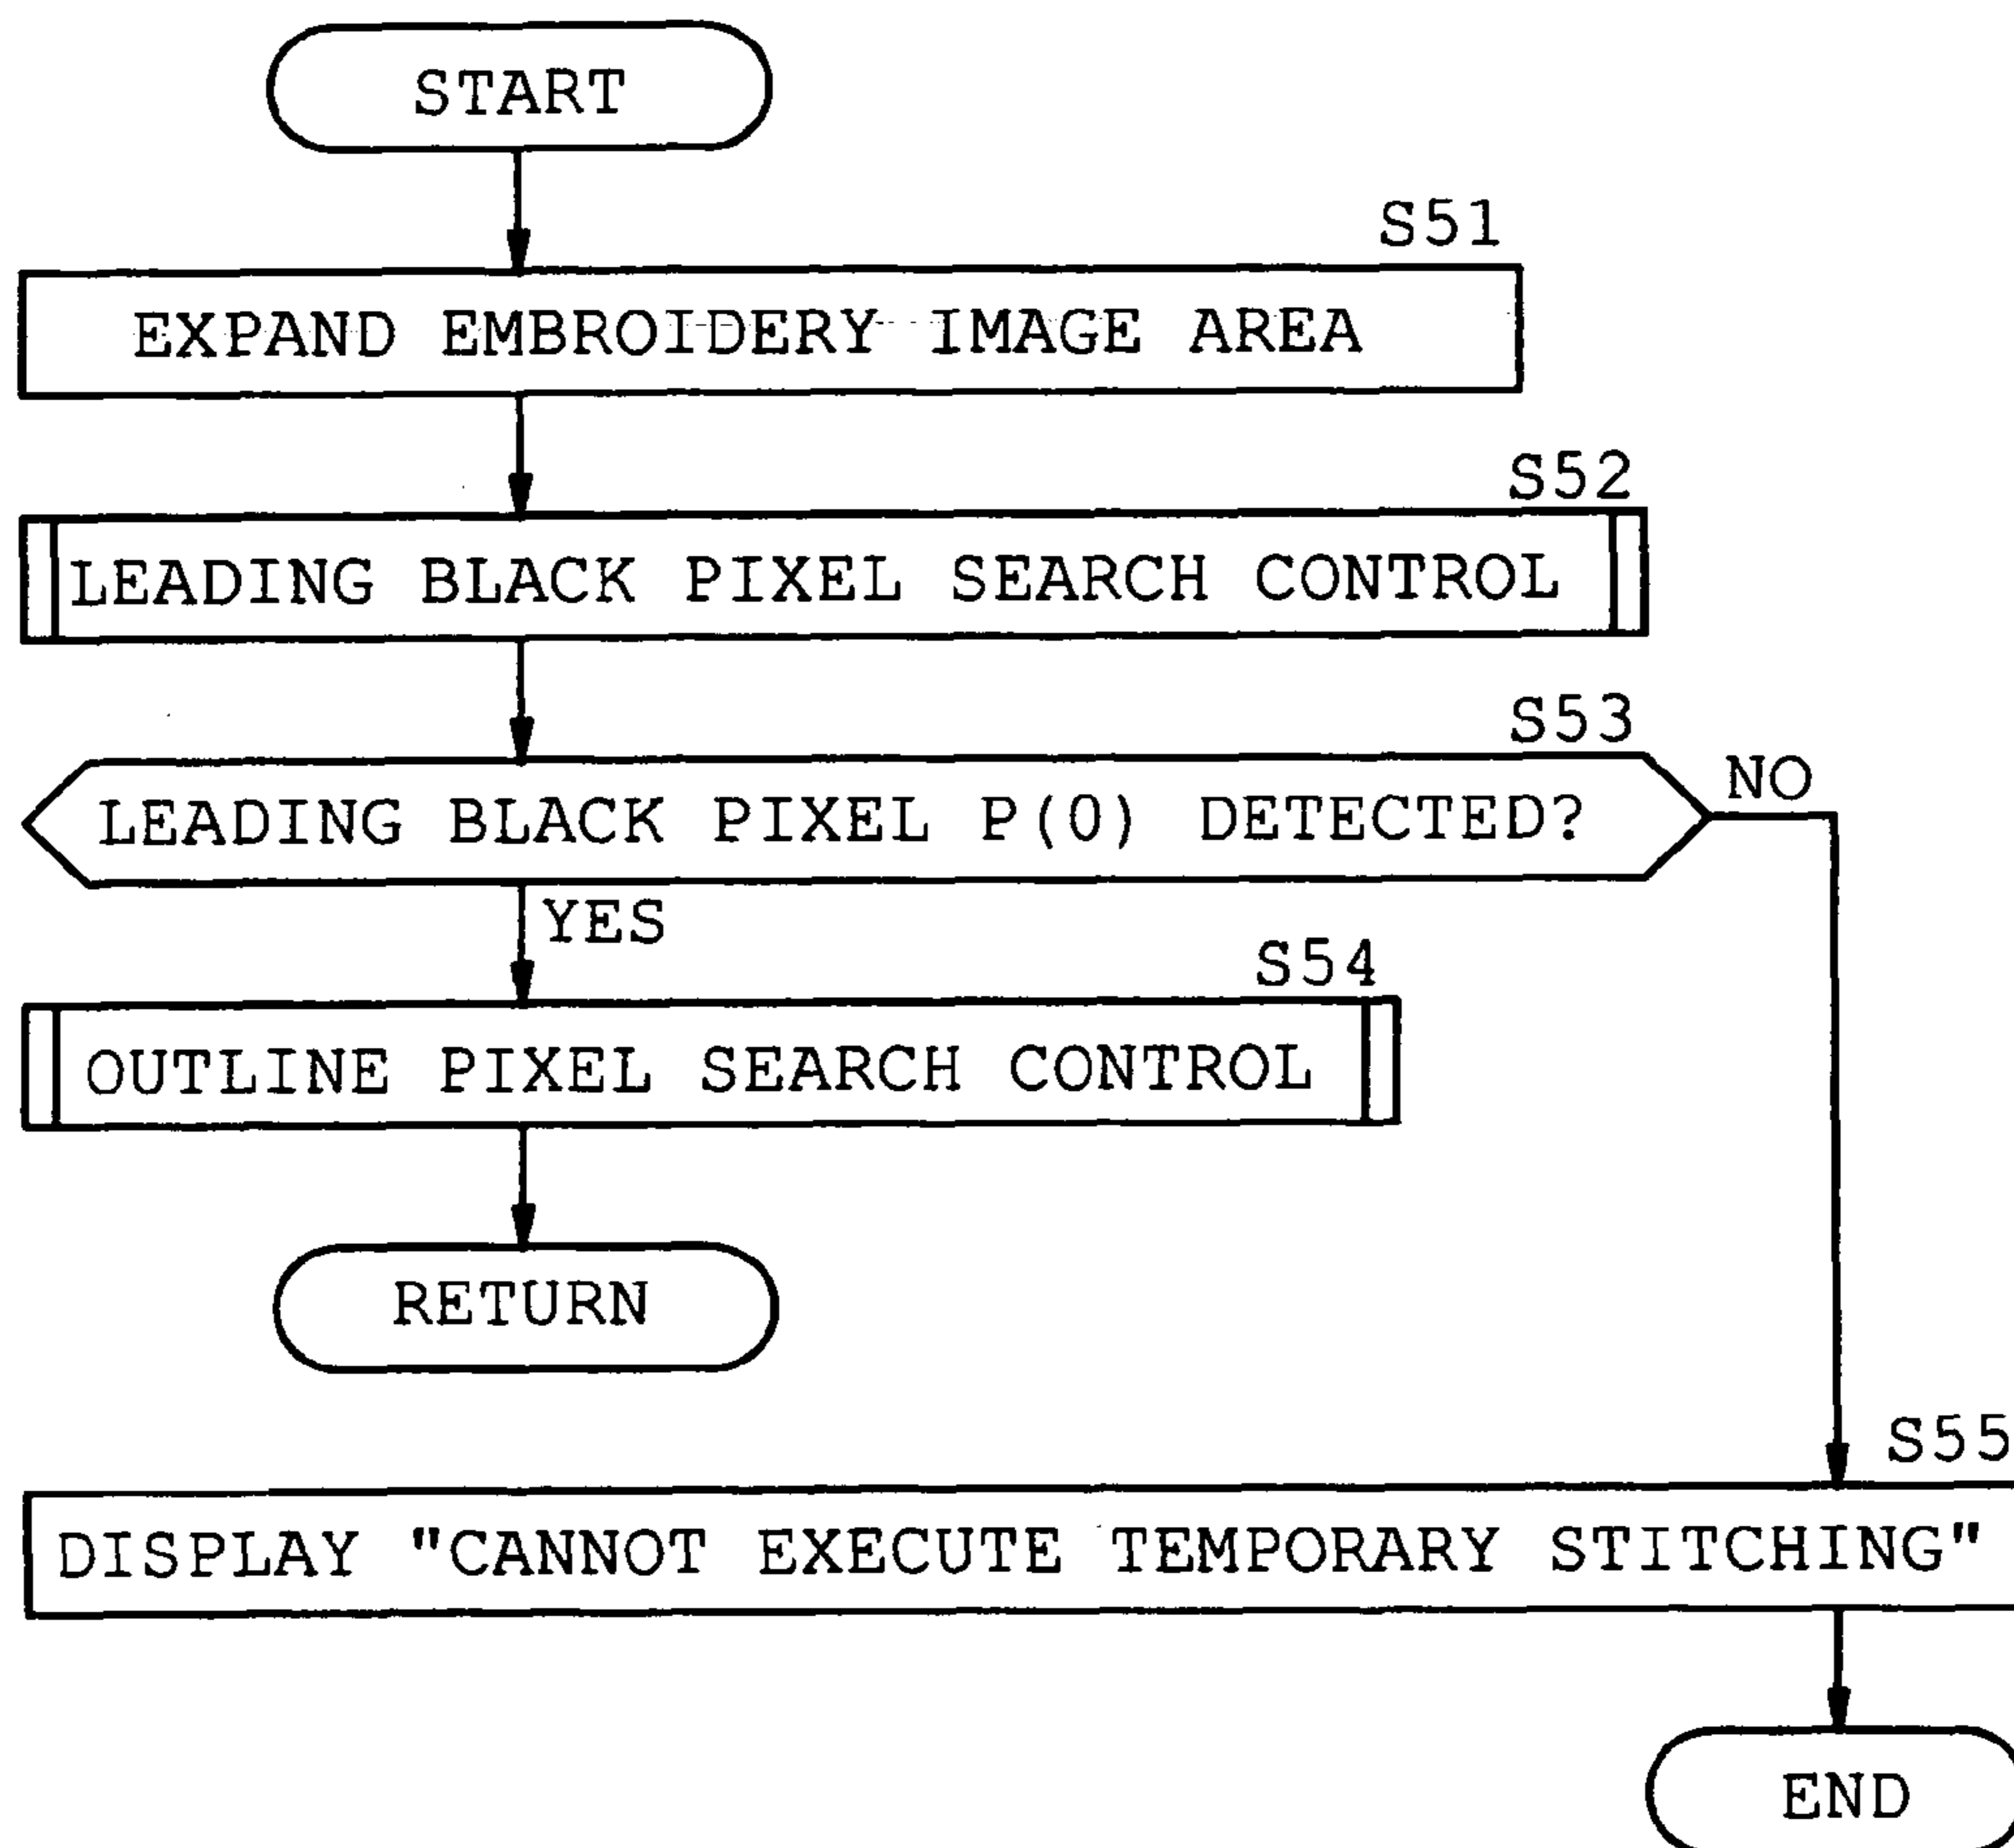 START
S51
EXPAND EMBROIDERY IMAGE AREA
S52
LEADING BLACK PIXEL SEARCH CONTROL
S53
LEADING BLACK PIXEL P(0) DETECTED?
NO
YES
S54
OUTLINE PIXEL SEARCH CONTROL
RETURN
S55
DISPLAY "CANNOT EXECUTE TEMPORARY STITCHING"
END